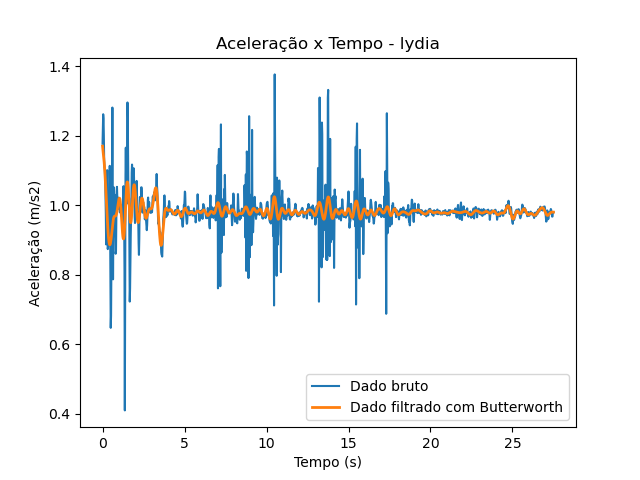 Aceleração x Tempo - lydia
Aceleração (m/s2)
1.4
1.2
1.0
0.8
0.6
0.4
Dado bruto
Dado filtrado com Butterworth
0
5
10
15
20
25
Tempo (s)